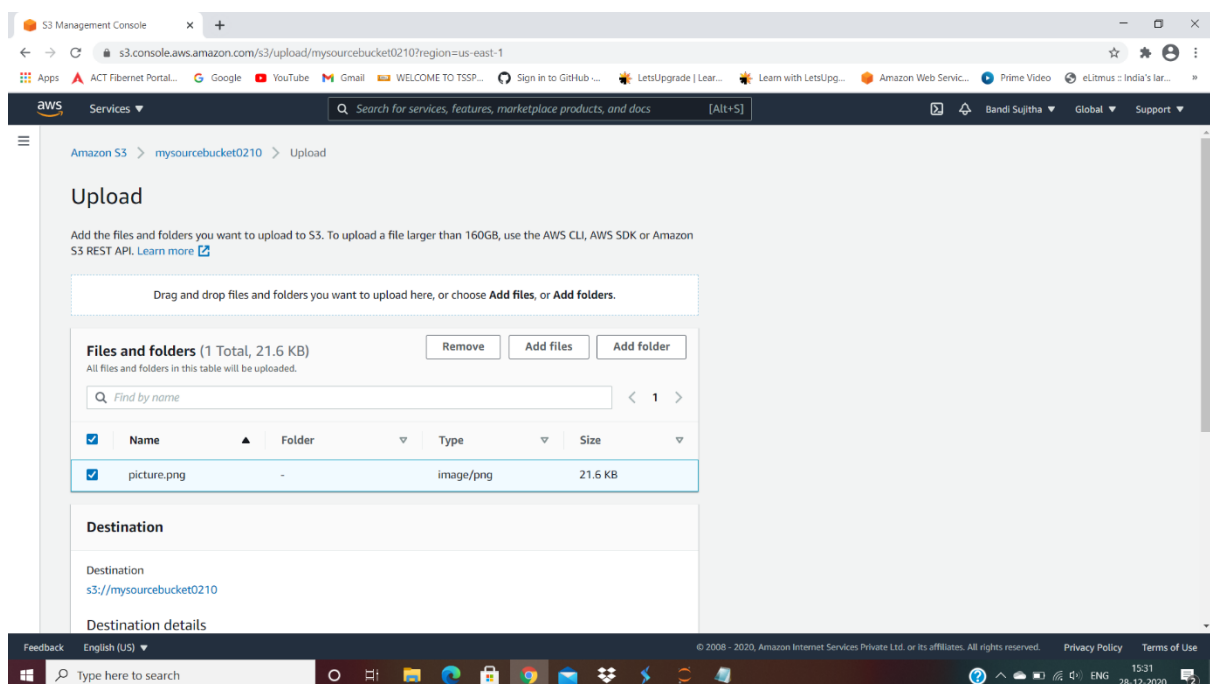 S3 Management Console
s3.console.aws.amazon.com/s3/upload/mysourcebucket0210?region=us-east-1
Apps ACT Fibernet Portal... Google YouTube Gmail WELCOME TO TSSP... Sign in to GitHub ·... LetsUpgrade | Lear... Learn with LetsUpg... Amazon Web Servic... Prime Video eLitmus :: India's lar... »
aws Services ▼ Search for services, features, marketplace products, and docs [Alt+S] Bandi Sujitha ▼ Global ▼ Support ▼
Amazon S3 > mysourcebucket0210 > Upload
Upload
Add the files and folders you want to upload to S3. To upload a file larger than 160GB, use the AWS CLI, AWS SDK or Amazon
S3 REST API. Learn more
Drag and drop files and folders you want to upload here, or choose Add files, or Add folders.
Files and folders (1 Total, 21.6 KB) Remove Add files Add folder
All files and folders in this table will be uploaded.
Find by name < 1 >
Name Folder Type Size
picture.png - image/png 21.6 KB
Destination
Destination
s3://mysourcebucket0210
Destination details
Feedback English (US) ▼ © 2008 - 2020, Amazon Internet Services Private Ltd. or its affiliates. All rights reserved. Privacy Policy Terms of Use
Type here to search ENG 15:31
28-12-2020